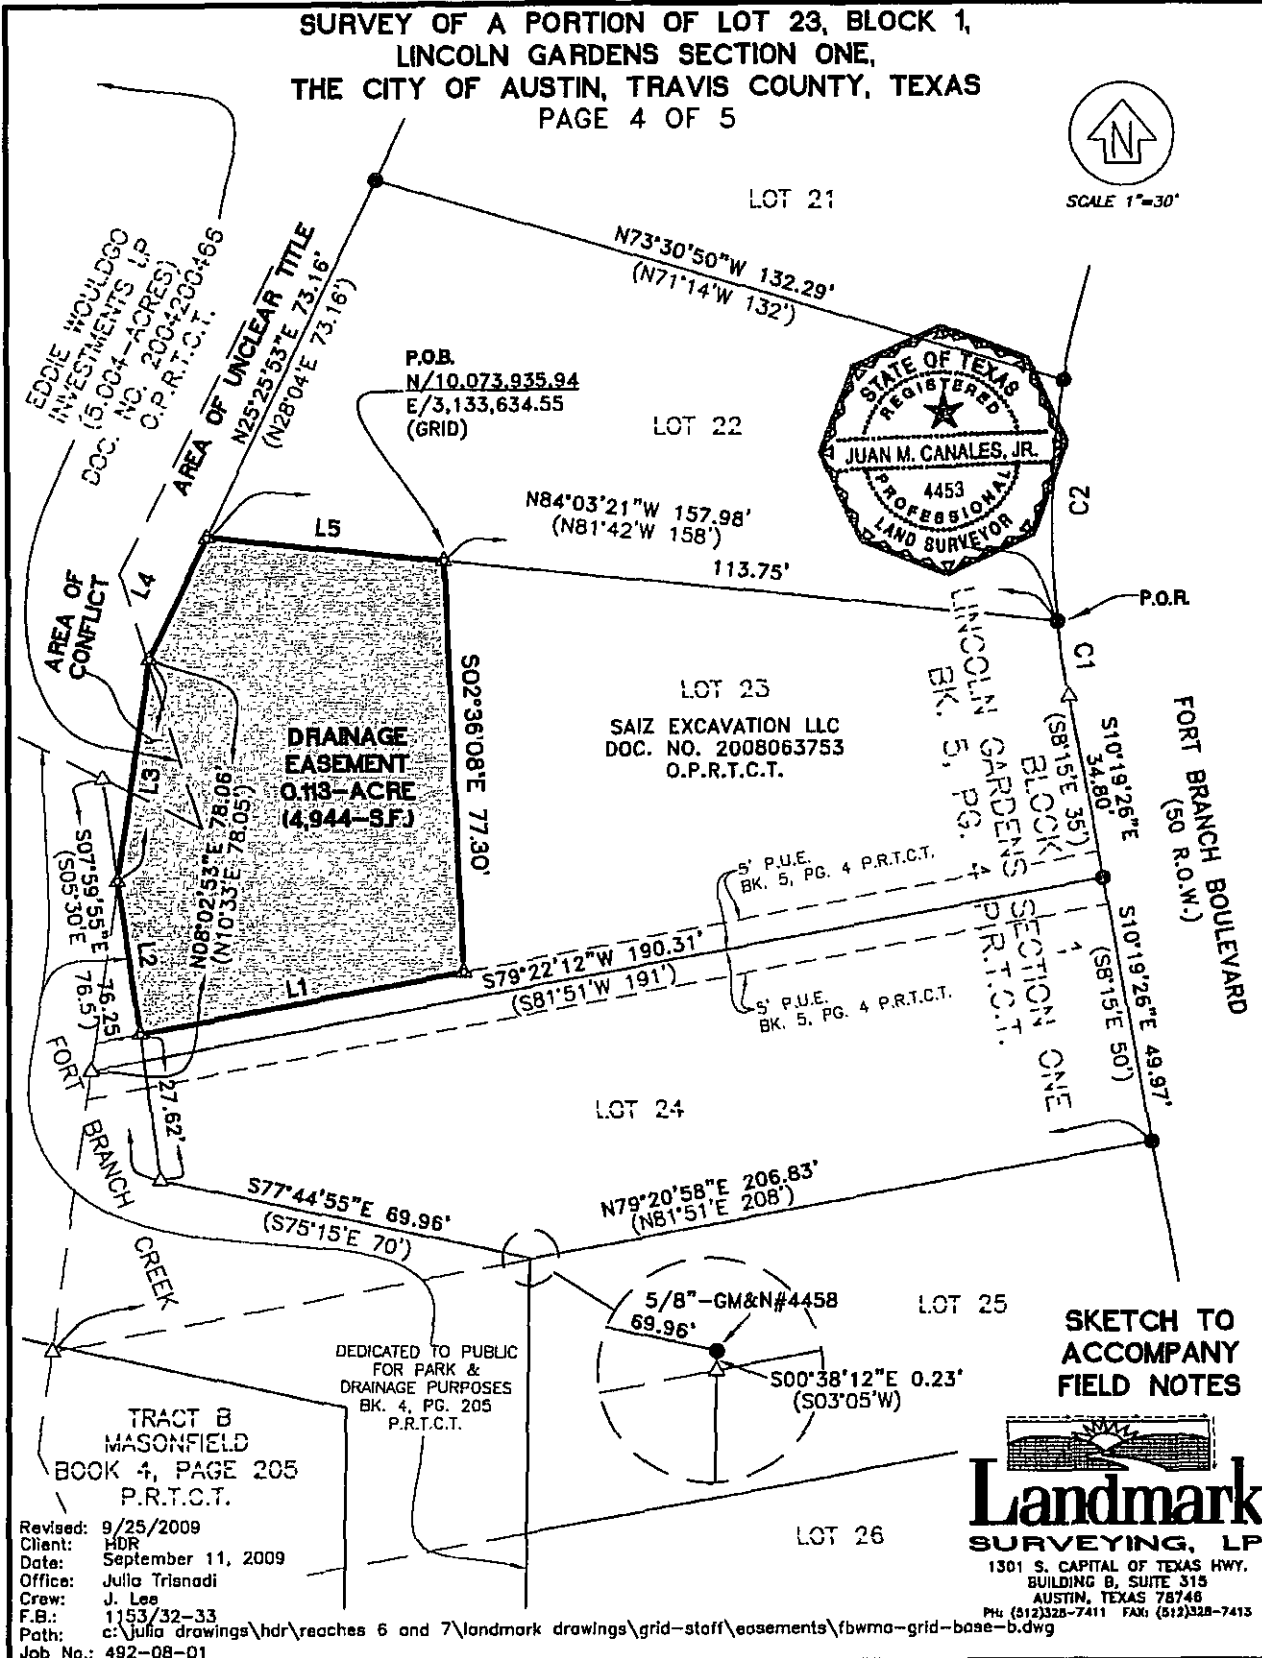 SURVEY OF A PORTION OF LOT 23, BLOCK 1,
LINCOLN GARDENS SECTION ONE,
THE CITY OF AUSTIN, TRAVIS COUNTY, TEXAS
PAGE 4 OF 5
N
SCALE 1"=30'
LOT 21
N73°30'50"W 132.29'
(N71°14'W 132')
EDDIE WOULDGO
INVESTMENTS LP
(5.004-ACRES)
DOC. NO. 2004200466
O.P.R.T.C.T.
AREA OF UNCLEAR TITLE
N25°25'53"E 73.16'
(N28°04'E 73.16')
P.O.B.
N/10,073,935.94
E/3,133,634.55
(GRID)
LOT 22
STATE OF TEXAS
REGISTERED
JUAN M. CANALES, JR.
4453
PROFESSIONAL
LAND SURVEYOR
C2
N84°03'21"W 157.98'
(N81°42'W 158')
113.75'
L5
L4
AREA OF
CONFLICT
P.O.R.
C1
LOT 23
SAIZ EXCAVATION LLC
DOC. NO. 2008063753
O.P.R.T.C.T.
LINCOLN GARDENS SECTION ONE
BLOCK 1
BK. 5, PG. 4 P.R.T.C.T.
S10°19'26"E
34.80'
(S8°15'E 35')
FORT BRANCH BOULEVARD
(50 R.O.W.)
DRAINAGE
EASEMENT
0.113-ACRE
(4,944-S.F.)
S02°36'08"E 77.30'
L3
N08°02'53"E 78.06'
(N10°33'E 78.05')
S07°59'55"E 76.25
(S05°30'E 76.5')
L2
L1
5' P.U.E.
BK. 5, PG. 4 P.R.T.C.T.
S79°22'12"W 190.31'
(S81°51'W 191')
5' P.U.E.
BK. 5, PG. 4 P.R.T.C.T.
S10°19'26"E 49.97'
(S8°15'E 50')
FORT BRANCH CREEK
27.62'
LOT 24
S77°44'55"E 69.96'
(S75°15'E 70')
N79°20'58"E 206.83'
(N81°51'E 208')
5/8"-GM&N#4458
69.96'
S00°38'12"E 0.23'
(S03°05'W)
LOT 25
DEDICATED TO PUBLIC
FOR PARK &
DRAINAGE PURPOSES
BK. 4, PG. 205
P.R.T.C.T.
SKETCH TO
ACCOMPANY
FIELD NOTES
TRACT B
MASONFIELD
BOOK 4, PAGE 205
P.R.T.C.T.
LOT 26
Landmark
SURVEYING, LP
1301 S. CAPITAL OF TEXAS HWY.
BUILDING B, SUITE 315
AUSTIN, TEXAS 78746
PH: (512)328-7411 FAX: (512)328-7413
Revised: 9/25/2009
Client: HDR
Date: September 11, 2009
Office: Julia Trisnadi
Crew: J. Lee
F.B.: 1153/32-33
Path: c:\julia drawings\hdr\reaches 6 and 7\landmark drawings\grid-staff\easements\fbwma-grid-base-b.dwg
Job No.: 492-08-01